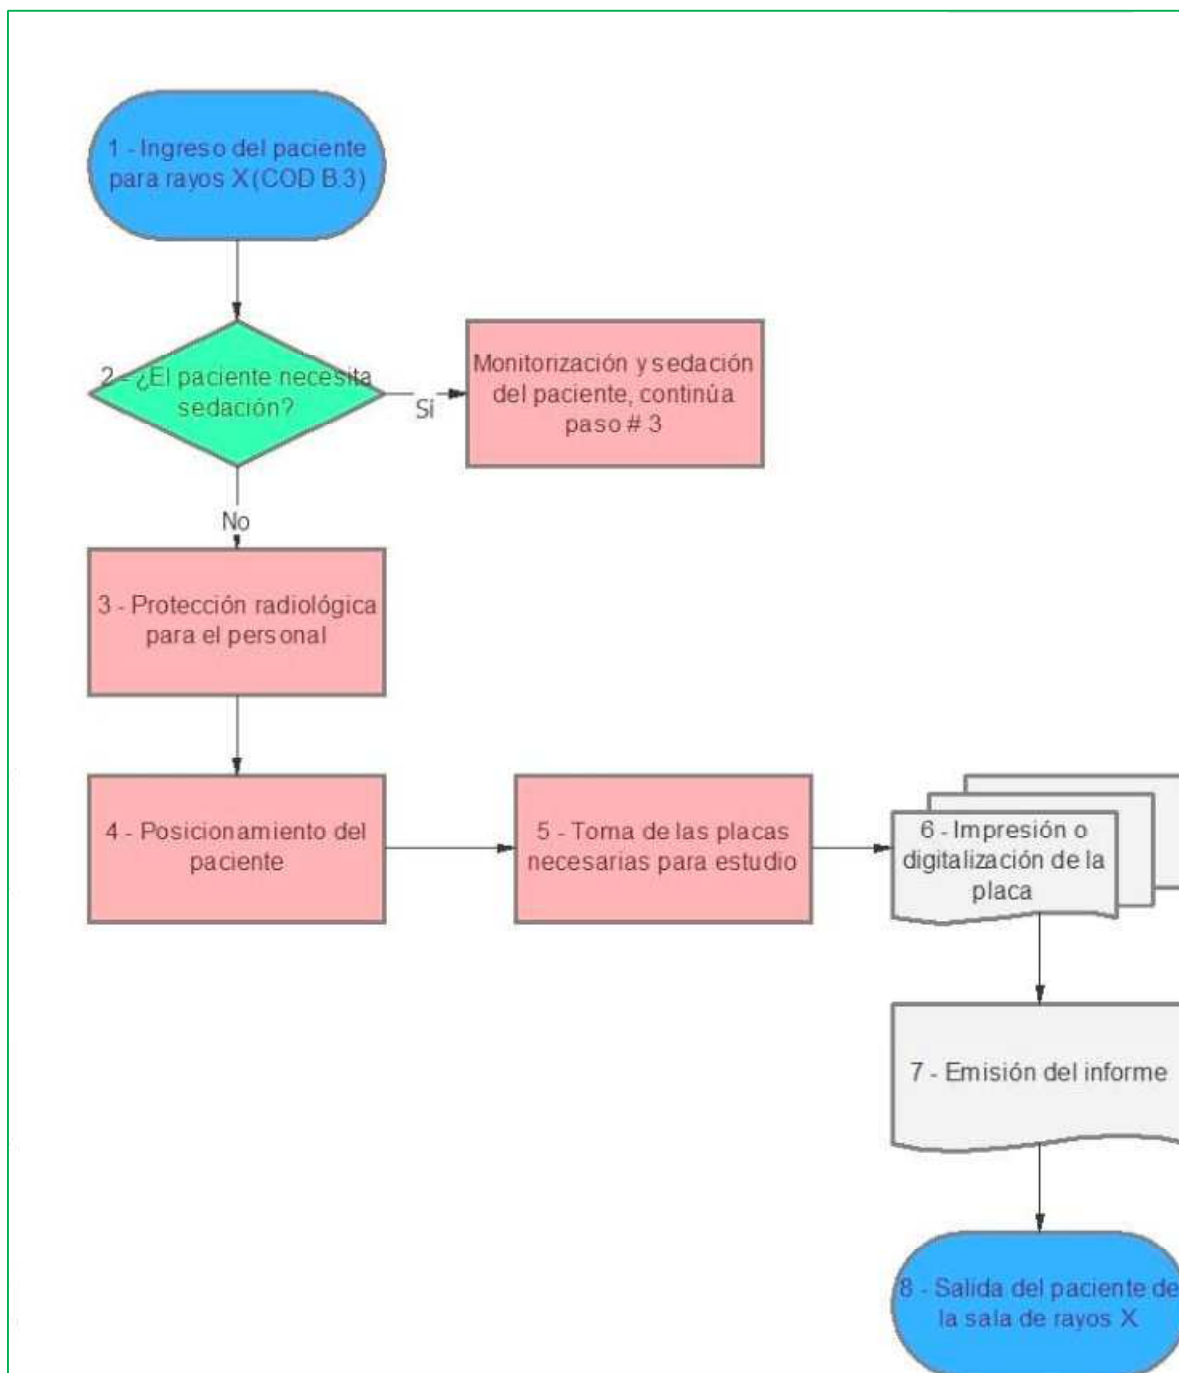 1 - Ingreso del paciente
para rayos X (COD B.3)
2 - ¿El paciente necesita
sedación?
Sí
Monitorización y sedación
del paciente, continúa
paso # 3
No
3 - Protección radiológica
para el personal
4 - Posicionamiento del
paciente
5 - Toma de las placas
necesarias para estudio
6 - Impresión o
digitalización de la
placa
7 - Emisión del informe
8 - Salida del paciente de
la sala de rayos X